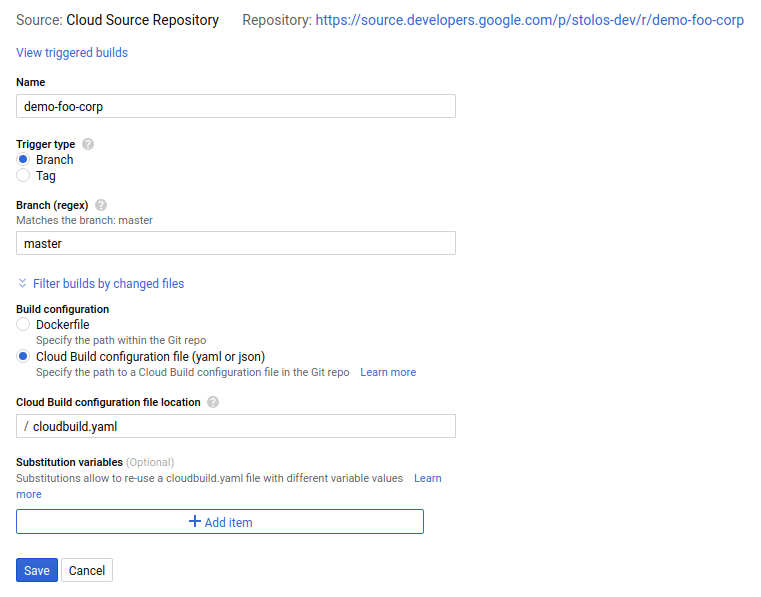 Source: Cloud Source Repository Repository: https://source.developers.google.com/p/stolos-dev/r/demo-foo-corp
View triggered builds
Name
demo-foo-corp
Trigger type ?
Branch
Tag
Branch (regex) ?
Matches the branch: master
master
Filter builds by changed files
Build configuration
Dockerfile
Specify the path within the Git repo
Cloud Build configuration file (yaml or json)
Specify the path to a Cloud Build configuration file in the Git repo Learn more
Cloud Build configuration file location ?
/ cloudbuild.yaml
Substitution variables (Optional)
Substitutions allow to re-use a cloudbuild.yaml file with different variable values Learn
more
+ Add item
Save Cancel